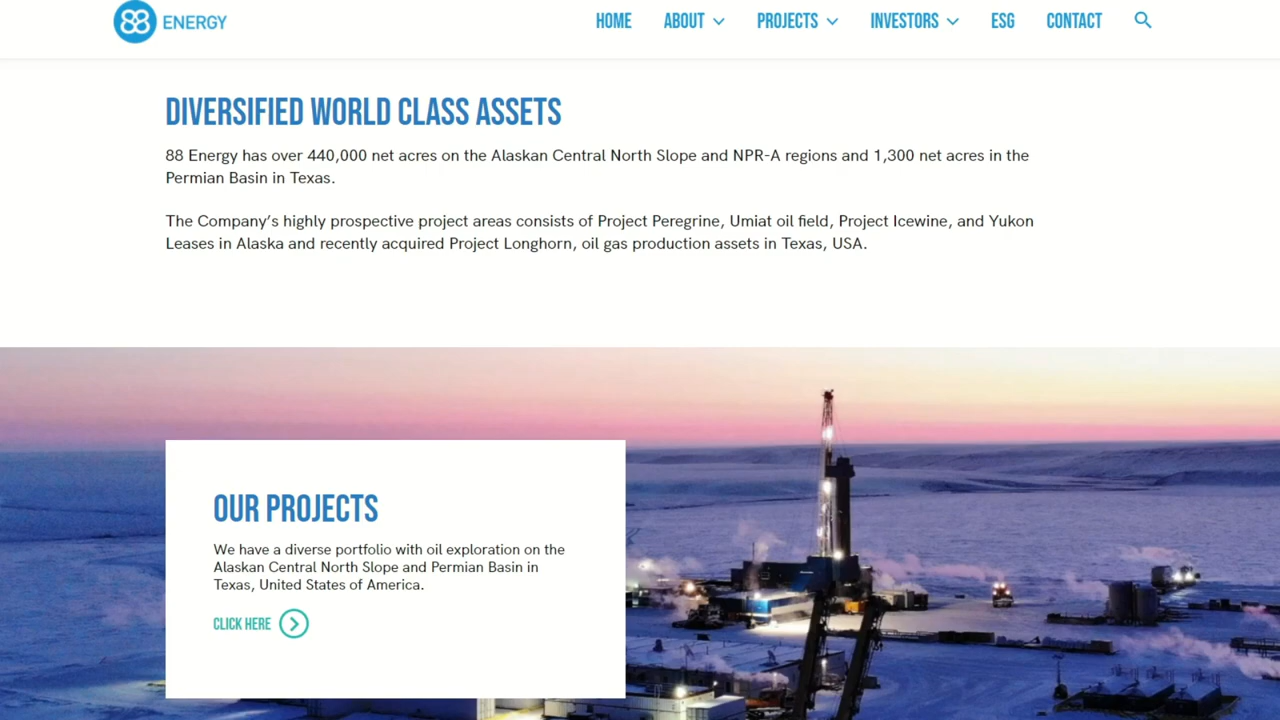 88 ENERGY
HOME ABOUT PROJECTS INVESTORS ESG CONTACT
DIVERSIFIED WORLD CLASS ASSETS
88 Energy has over 440,000 net acres on the Alaskan Central North Slope and NPR-A regions and 1,300 net acres in the
Permian Basin in Texas.
The Company’s highly prospective project areas consists of Project Peregrine, Umiat oil field, Project Icewine, and Yukon
Leases in Alaska and recently acquired Project Longhorn, oil gas production assets in Texas, USA.
OUR PROJECTS
We have a diverse portfolio with oil exploration on the
Alaskan Central North Slope and Permian Basin in
Texas, United States of America.
CLICK HERE